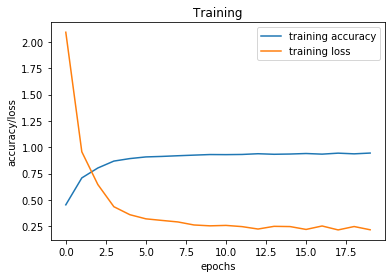 Training
training accuracy
training loss
accuracy/loss
2.00
1.75
1.50
1.25
1.00
0.75
0.50
0.25
0.0 2.5 5.0 7.5 10.0 12.5 15.0 17.5
epochs